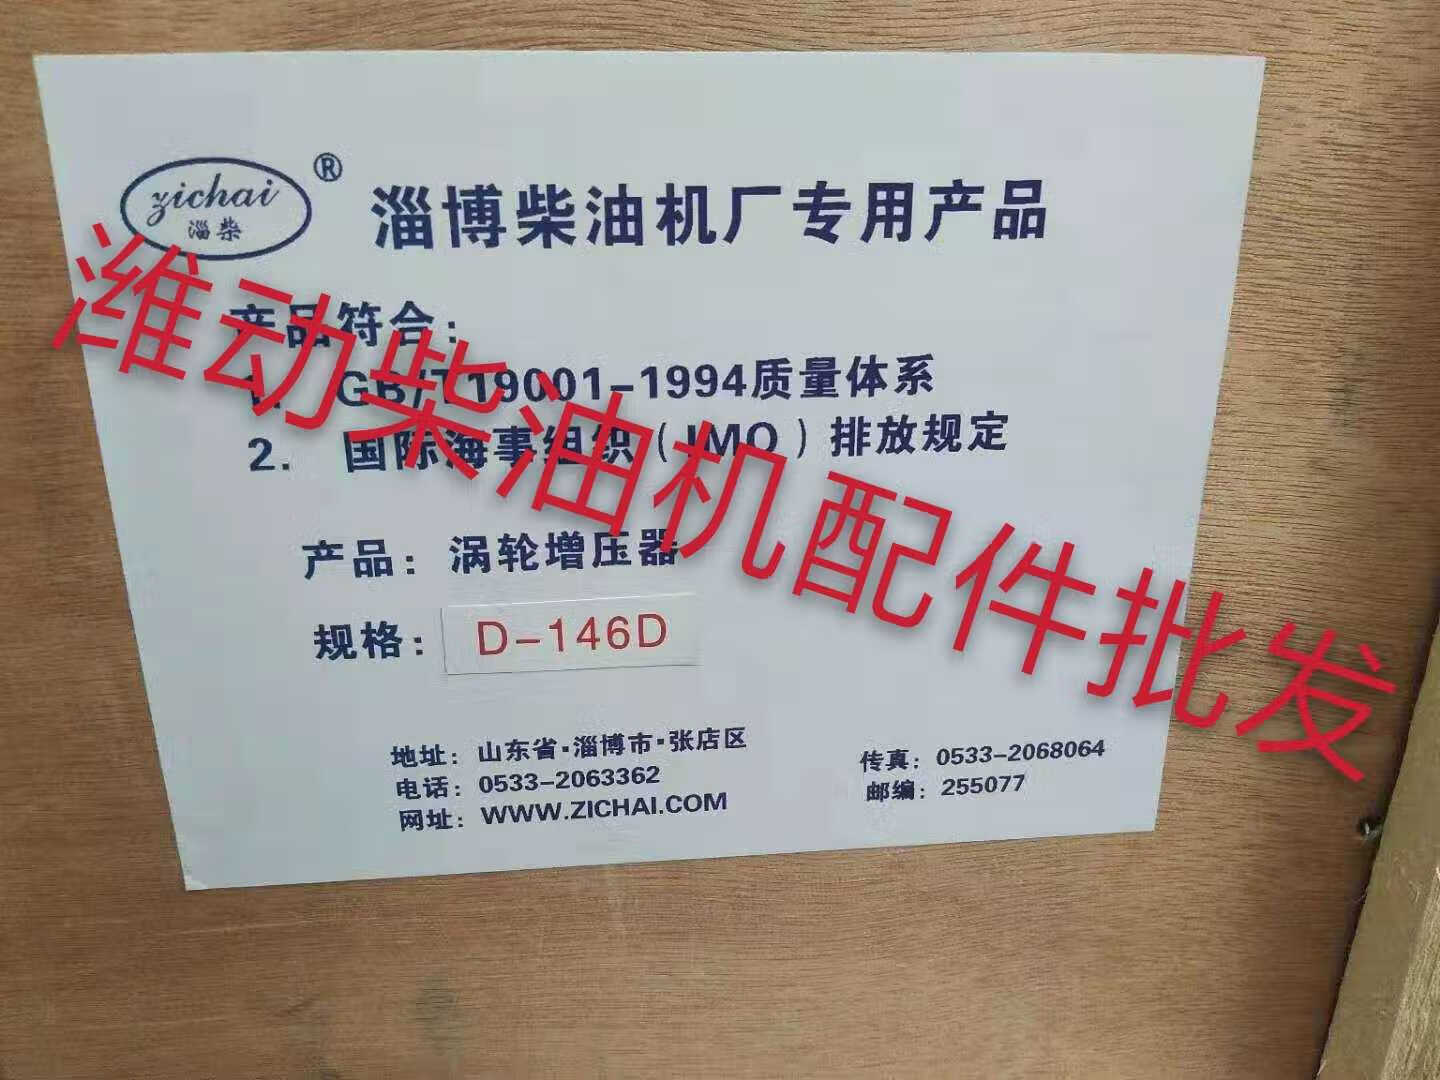 zichai
淄柴
®
淄博柴油机厂专用产品
产品符合：
1. GB/T19001-1994质量体系
2. 国际海事组织（IMO）排放规定
产品：涡轮增压器
规格：D-146D
地址：山东省·淄博市·张店区
电话：0533-2063362
网址：WWW.ZICHAI.COM
传真：0533-2068064
邮编：255077
潍动柴油机配件批发